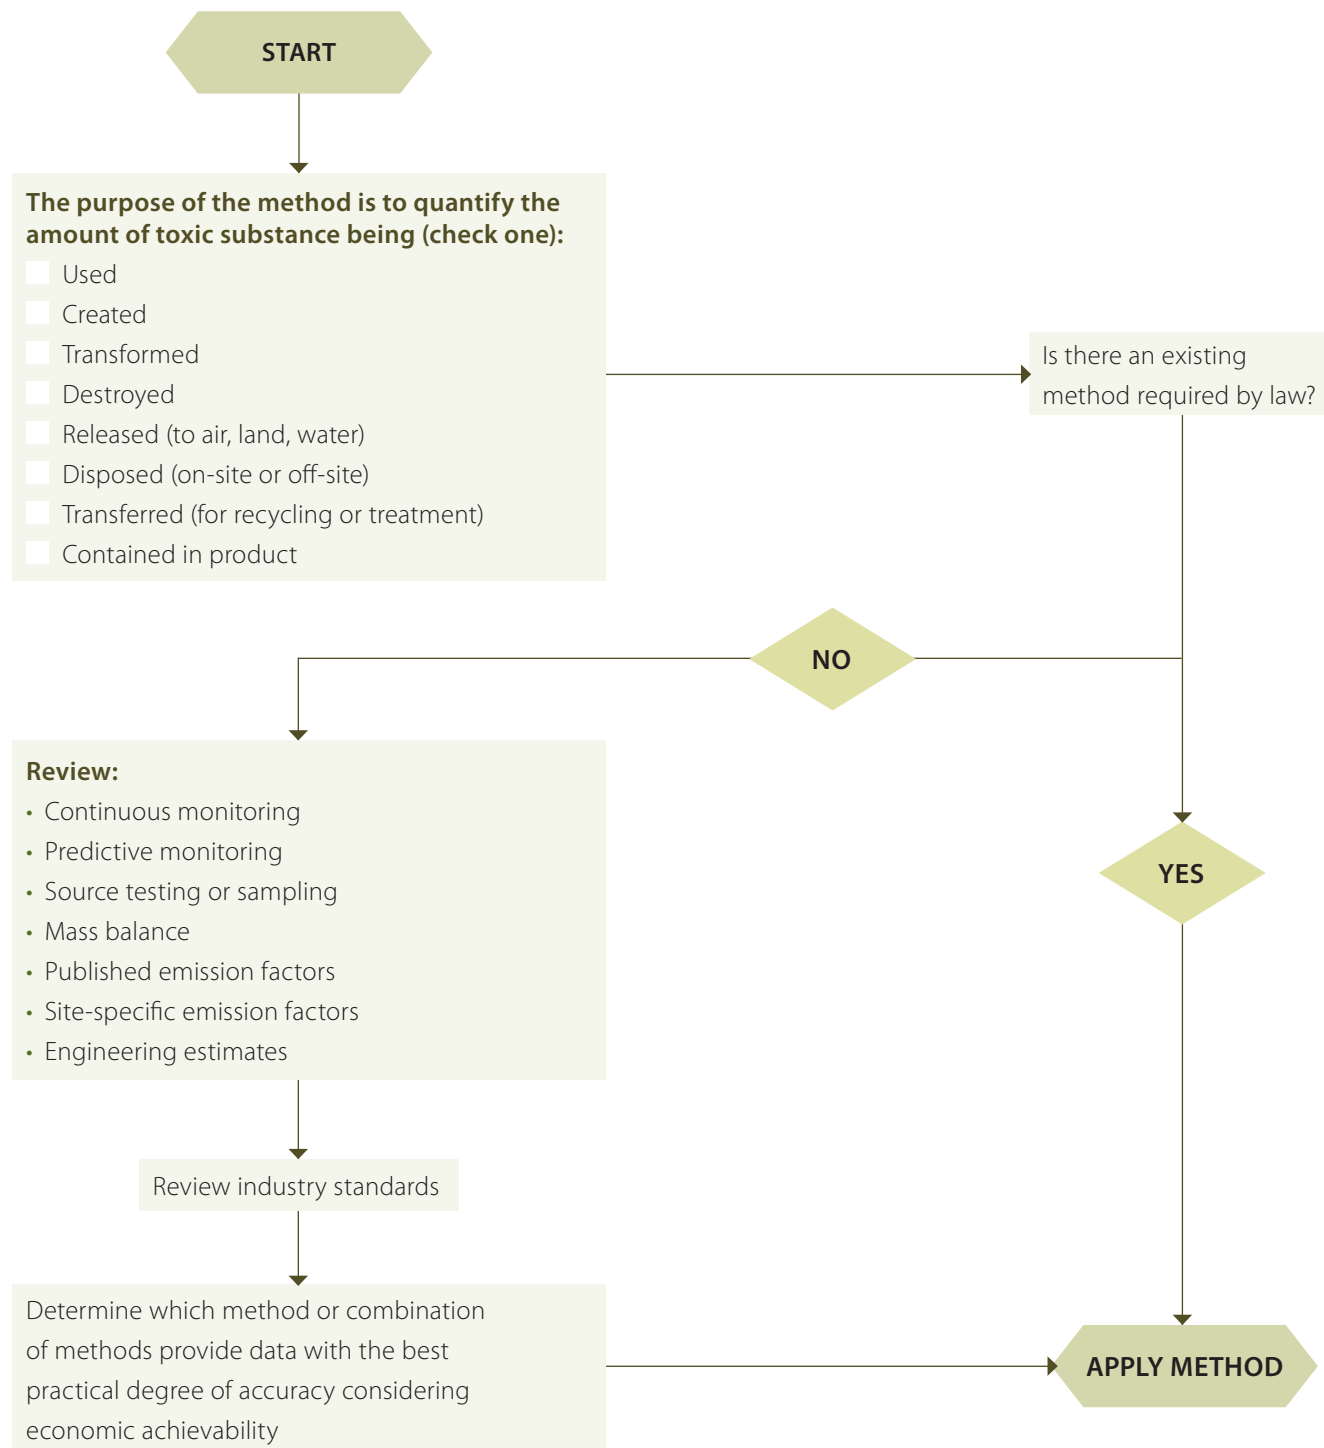 START
The purpose of the method is to quantify the
amount of toxic substance being (check one):
Used
Created
Transformed
Destroyed
Released (to air, land, water)
Disposed (on-site or off-site)
Transferred (for recycling or treatment)
Contained in product
Is there an existing
method required by law?
NO
YES
Review:
• Continuous monitoring
• Predictive monitoring
• Source testing or sampling
• Mass balance
• Published emission factors
• Site-specific emission factors
• Engineering estimates
Review industry standards
Determine which method or combination
of methods provide data with the best
practical degree of accuracy considering
economic achievability
APPLY METHOD